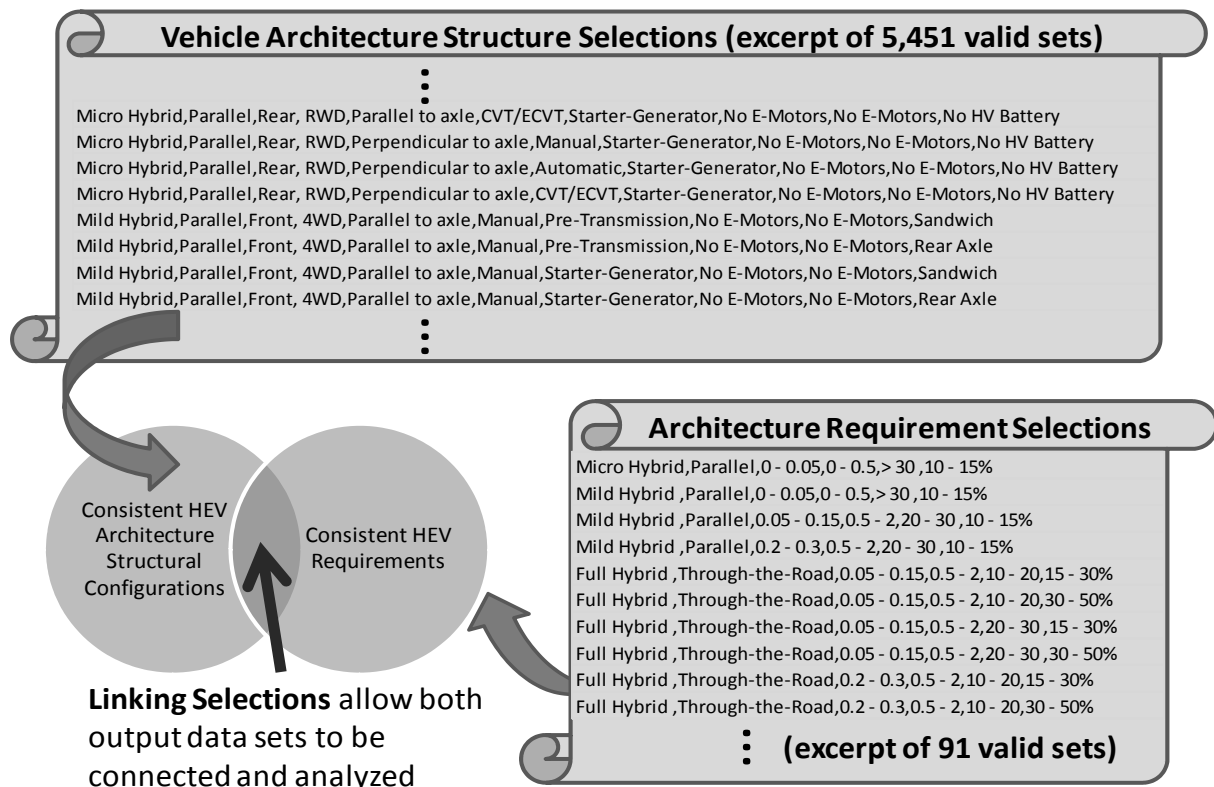 Vehicle Architecture Structure Selections (excerpt of 5,451 valid sets)
Micro Hybrid,Parallel,Rear, RWD,Parallel to axle,CVT/ECVT,Starter-Generator,No E-Motors,No E-Motors,No HV Battery
Micro Hybrid,Parallel,Rear, RWD,Perpendicular to axle,Manual,Starter-Generator,No E-Motors,No E-Motors,No HV Battery
Micro Hybrid,Parallel,Rear, RWD,Perpendicular to axle,Automatic,Starter-Generator,No E-Motors,No E-Motors,No HV Battery
Micro Hybrid,Parallel,Rear, RWD,Perpendicular to axle,CVT/ECVT,Starter-Generator,No E-Motors,No E-Motors,No HV Battery
Mild Hybrid,Parallel,Front, 4WD,Parallel to axle,Manual,Pre-Transmission,No E-Motors,No E-Motors,Sandwich
Mild Hybrid,Parallel,Front, 4WD,Parallel to axle,Manual,Pre-Transmission,No E-Motors,No E-Motors,Rear Axle
Mild Hybrid,Parallel,Front, 4WD,Parallel to axle,Manual,Starter-Generator,No E-Motors,No E-Motors,Sandwich
Mild Hybrid,Parallel,Front, 4WD,Parallel to axle,Manual,Starter-Generator,No E-Motors,No E-Motors,Rear Axle
Consistent HEV
Architecture
Structural
Configurations
Consistent HEV
Requirements
Linking Selections allow both
output data sets to be
connected and analyzed
Architecture Requirement Selections
Micro Hybrid,Parallel,0 - 0.05,0 - 0.5,> 30 ,10 - 15%
Mild Hybrid ,Parallel,0 - 0.05,0 - 0.5,> 30 ,10 - 15%
Mild Hybrid ,Parallel,0.05 - 0.15,0.5 - 2,20 - 30 ,10 - 15%
Mild Hybrid ,Parallel,0.2 - 0.3,0.5 - 2,20 - 30 ,10 - 15%
Full Hybrid ,Through-the-Road,0.05 - 0.15,0.5 - 2,10 - 20,15 - 30%
Full Hybrid ,Through-the-Road,0.05 - 0.15,0.5 - 2,10 - 20,30 - 50%
Full Hybrid ,Through-the-Road,0.05 - 0.15,0.5 - 2,20 - 30 ,15 - 30%
Full Hybrid ,Through-the-Road,0.05 - 0.15,0.5 - 2,20 - 30 ,30 - 50%
Full Hybrid ,Through-the-Road,0.2 - 0.3,0.5 - 2,10 - 20,15 - 30%
Full Hybrid ,Through-the-Road,0.2 - 0.3,0.5 - 2,10 - 20,30 - 50%
(excerpt of 91 valid sets)